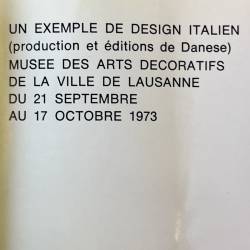 UN EXEMPLE DE DESIGN ITALIEN
(production et éditions de Danese)
MUSEE DES ARTS DECORATIFS
DE LA VILLE DE LAUSANNE
DU 21 SEPTEMBRE
AU 17 OCTOBRE 1973